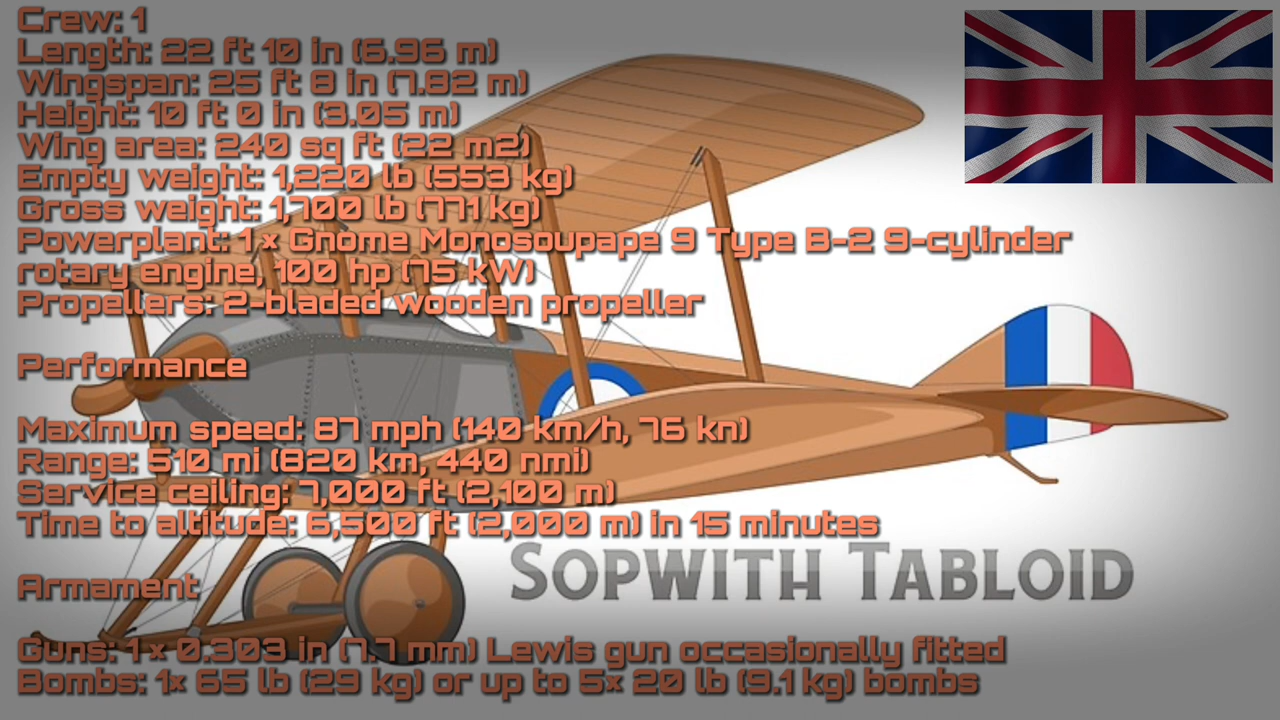 Crew: 1
Length: 22 ft 10 in (6.96 m)
Wingspan: 25 ft 8 in (7.82 m)
Height: 10 ft 0 in (3.05 m)
Wing area: 240 sq ft (22 m2)
Empty weight: 1,220 lb (553 kg)
Gross weight: 1,700 lb (771 kg)
Powerplant: 1 × Gnome Monosoupape 9 Type B-2 9-cylinder
rotary engine, 100 hp (75 kW)
Propellers: 2-bladed wooden propeller
Performance
Maximum speed: 87 mph (140 km/h, 76 kn)
Range: 510 mi (820 km, 440 nmi)
Service ceiling: 7,000 ft (2,100 m)
Time to altitude: 6,500 ft (2,000 m) in 15 minutes
Sopwith Tabloid
Armament
Guns: 1 × 0.303 in (7.7 mm) Lewis gun occasionally fitted
Bombs: 1× 65 lb (29 kg) or up to 5× 20 lb (9.1 kg) bombs